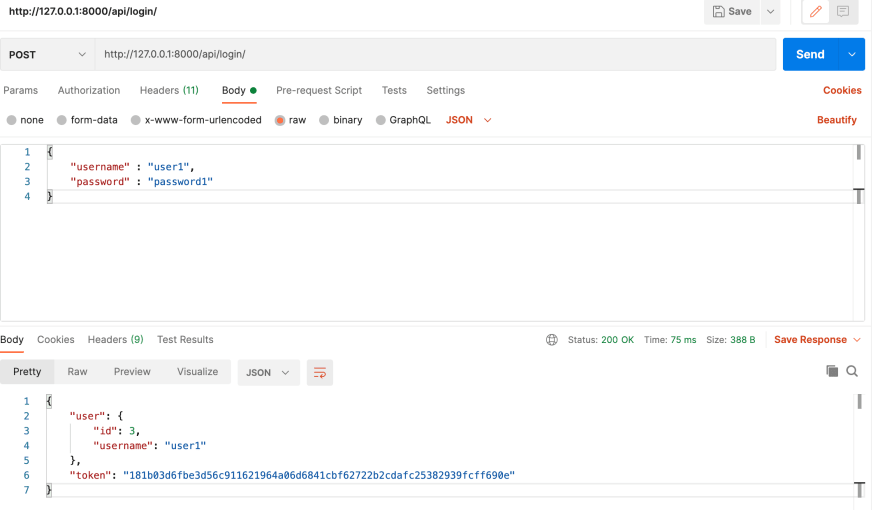 http://127.0.0.1:8000/api/login/ Save
POST http://127.0.0.1:8000/api/login/ Send
Params Authorization Headers (11) Body Pre-request Script Tests Settings Cookies
none form-data x-www-form-urlencoded raw binary GraphQL JSON Beautify
1 {
2 "username" : "user1",
3 "password" : "password1"
4 }
Body Cookies Headers (9) Test Results Status: 200 OK Time: 75 ms Size: 388 B Save Response
Pretty Raw Preview Visualize JSON
1 {
2 "user": {
3 "id": 3,
4 "username": "user1"
5 },
6 "token": "181b03d6fbe3d56c911621964a06d6841cbf62722b2cdafc25382939fcff690e"
7 }